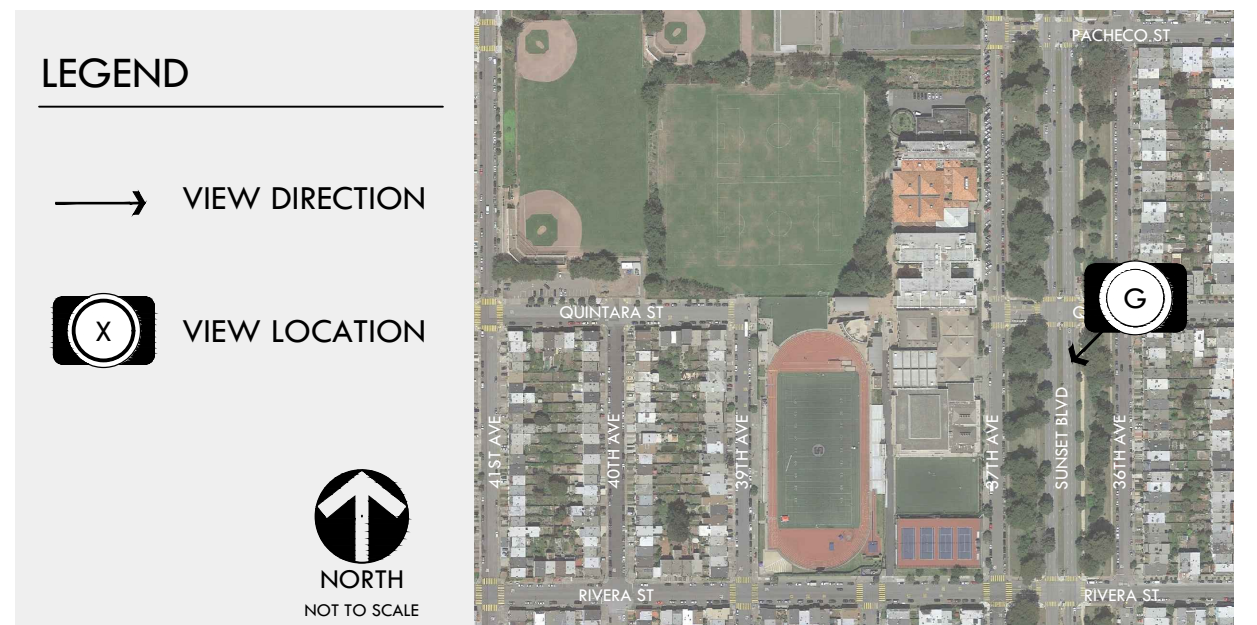 LEGEND
VIEW DIRECTION
X
VIEW LOCATION
NORTH
NOT TO SCALE
PACHECO ST
G
QUINTARA ST
41ST AVE
40TH AVE
39TH AVE
37TH AVE
SUNSET BLVD
36TH AVE
RIVERA ST
RIVERA ST